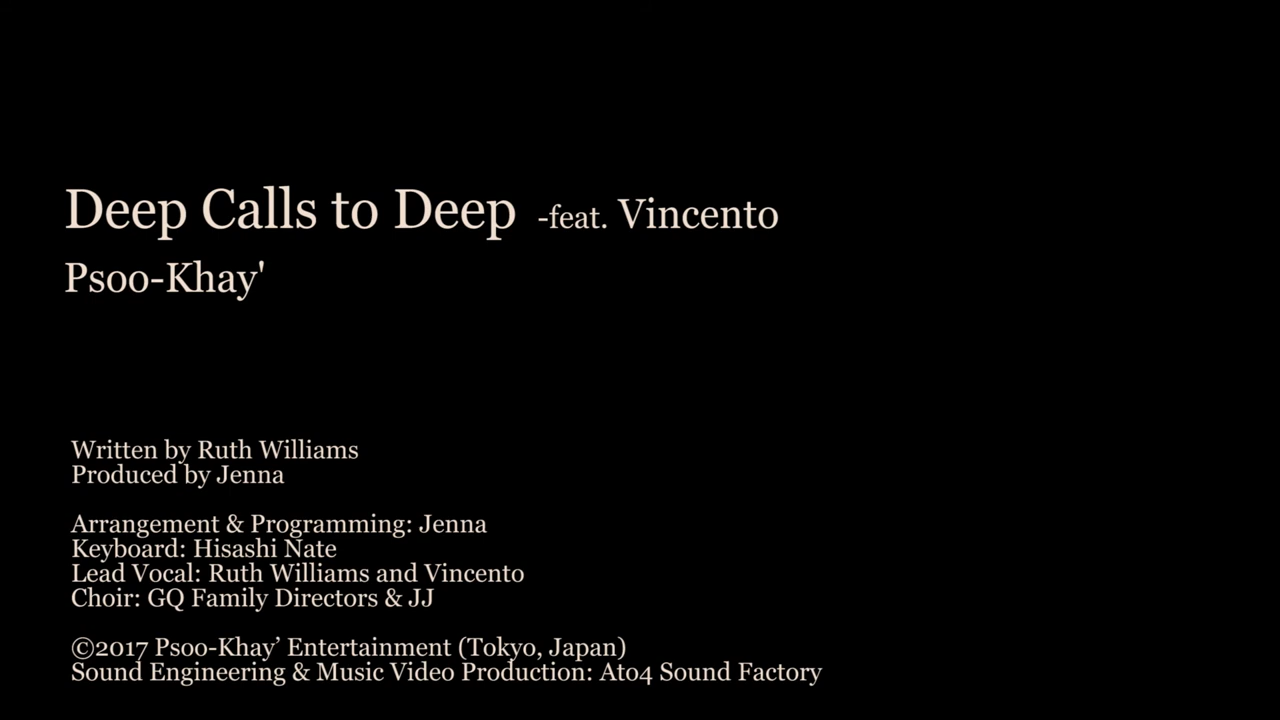 Deep Calls to Deep -feat. Vincento
Psoo-Khay'
Written by Ruth Williams
Produced by Jenna
Arrangement & Programming: Jenna
Keyboard: Hisashi Nate
Lead Vocal: Ruth Williams and Vincento
Choir: GQ Family Directors & JJ
©2017 Psoo-Khay’ Entertainment (Tokyo, Japan)
Sound Engineering & Music Video Production: Ato4 Sound Factory